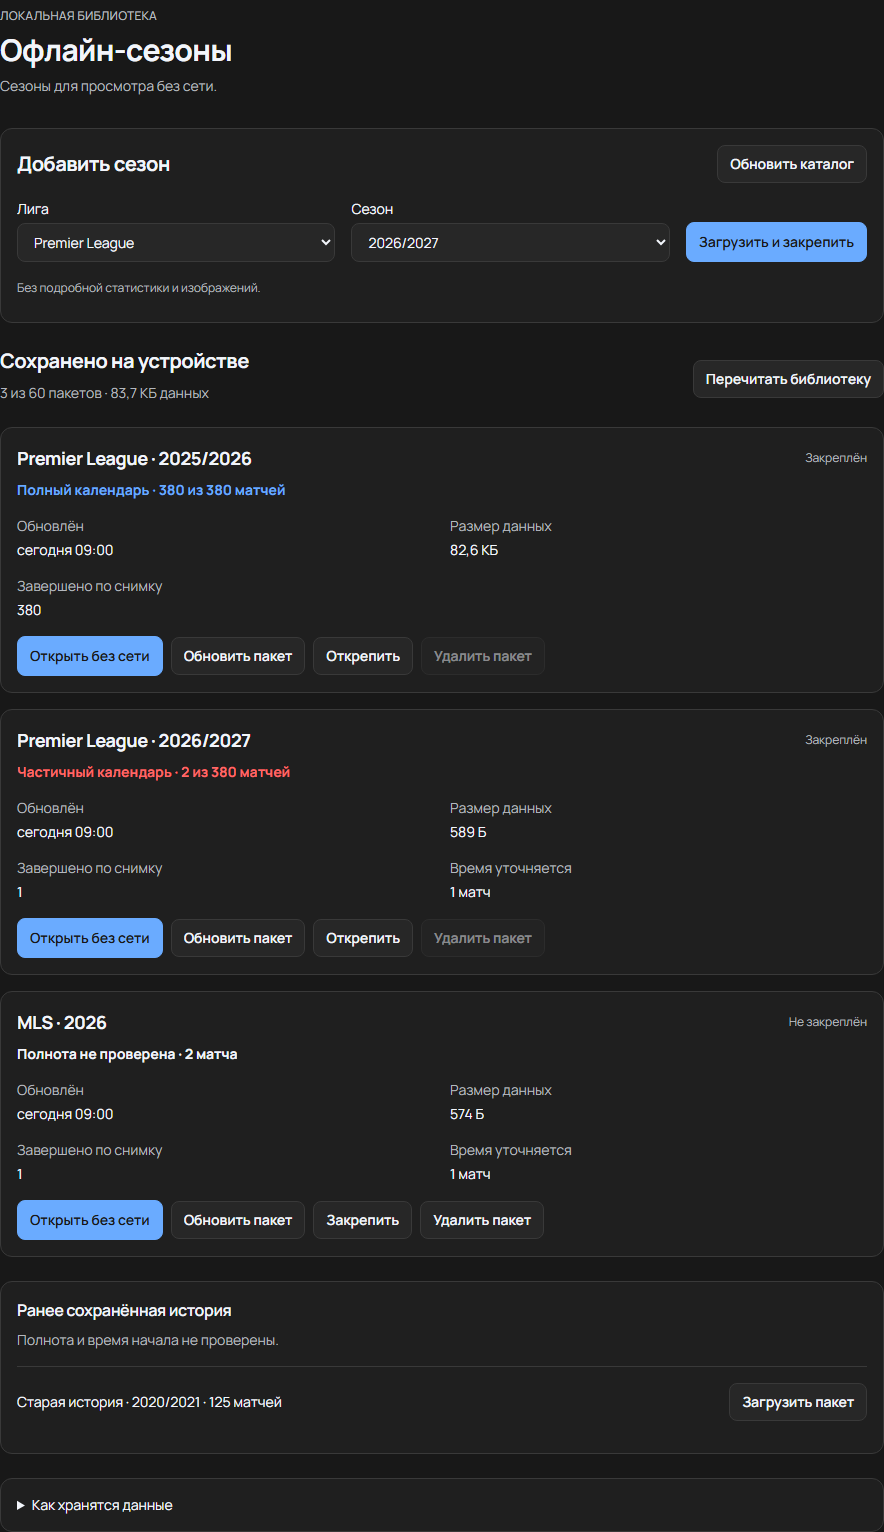 ЛОКАЛЬНАЯ БИБЛИОТЕКА
Офлайн-сезоны
Сезоны для просмотра без сети.
Добавить сезон
Обновить каталог
Лига
Сезон
Premier League
2026/2027
Загрузить и закрепить
Без подробной статистики и изображений.
Сохранено на устройстве
3 из 60 пакетов · 83,7 КБ данных
Перечитать библиотеку
Premier League · 2025/2026
Закреплён
Полный календарь · 380 из 380 матчей
Обновлён
Размер данных
сегодня 09:00
82,6 КБ
Завершено по снимку
380
Открыть без сети
Обновить пакет
Открепить
Удалить пакет
Premier League · 2026/2027
Закреплён
Частичный календарь · 2 из 380 матчей
Обновлён
Размер данных
сегодня 09:00
589 Б
Завершено по снимку
Время уточняется
1
1 матч
Открыть без сети
Обновить пакет
Открепить
Удалить пакет
MLS · 2026
Не закреплён
Полнота не проверена · 2 матча
Обновлён
Размер данных
сегодня 09:00
574 Б
Завершено по снимку
Время уточняется
1
1 матч
Открыть без сети
Обновить пакет
Закрепить
Удалить пакет
Ранее сохранённая история
Полнота и время начала не проверены.
Старая история · 2020/2021 · 125 матчей
Загрузить пакет
Как хранятся данные